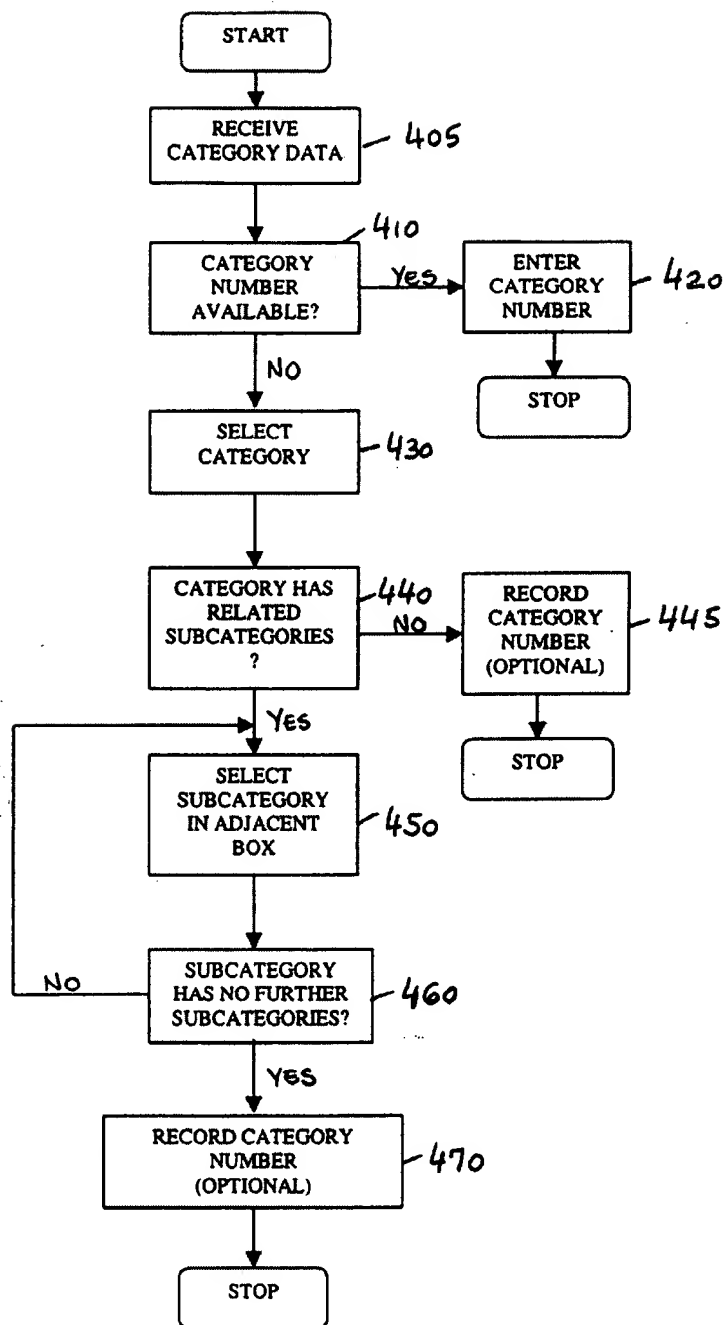 START
RECEIVE
CATEGORY DATA
405
410
CATEGORY
NUMBER
AVAILABLE?
YES
ENTER
CATEGORY
NUMBER
420
STOP
NO
SELECT
CATEGORY
430
CATEGORY HAS
RELATED
SUBCATEGORIES
?
440
NO
RECORD
CATEGORY
NUMBER
(OPTIONAL)
445
STOP
YES
SELECT
SUBCATEGORY
IN ADJACENT
BOX
450
NO
SUBCATEGORY
HAS NO FURTHER
SUBCATEGORIES?
460
YES
RECORD CATEGORY
NUMBER
(OPTIONAL)
470
STOP